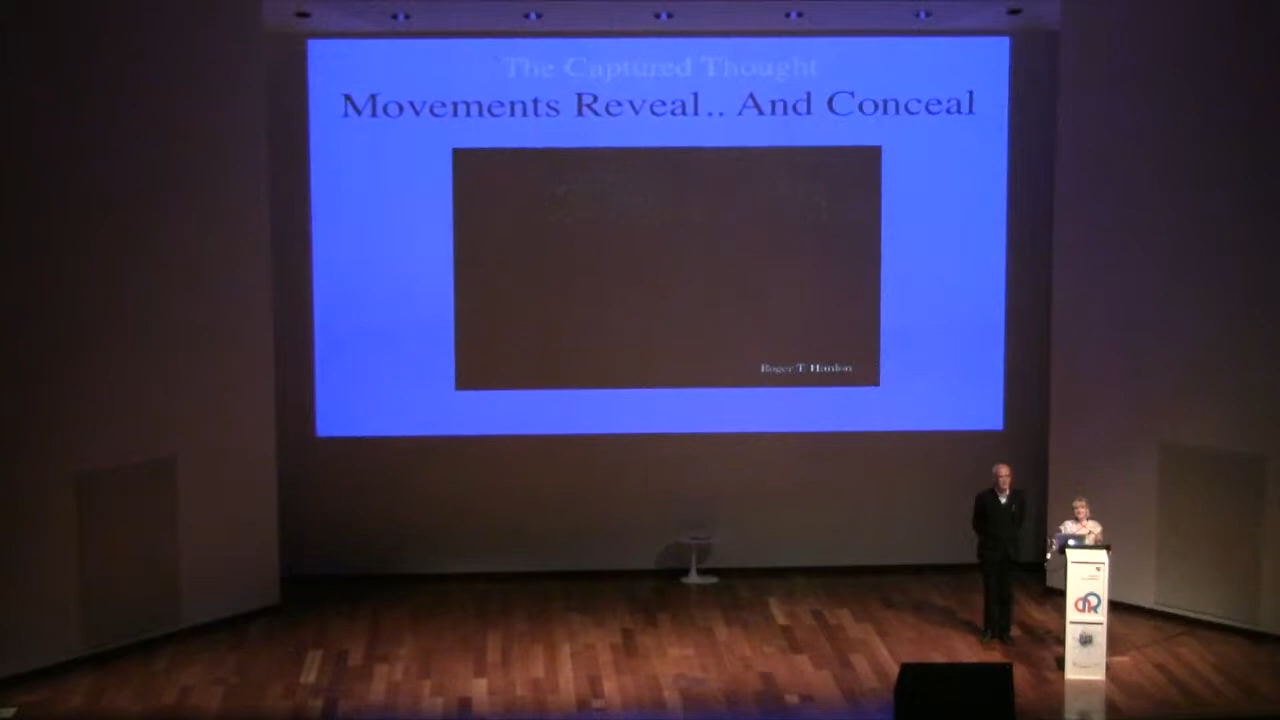 The Captured Thought
Movements Reveal.. And Conceal
Roger T. Hanlon